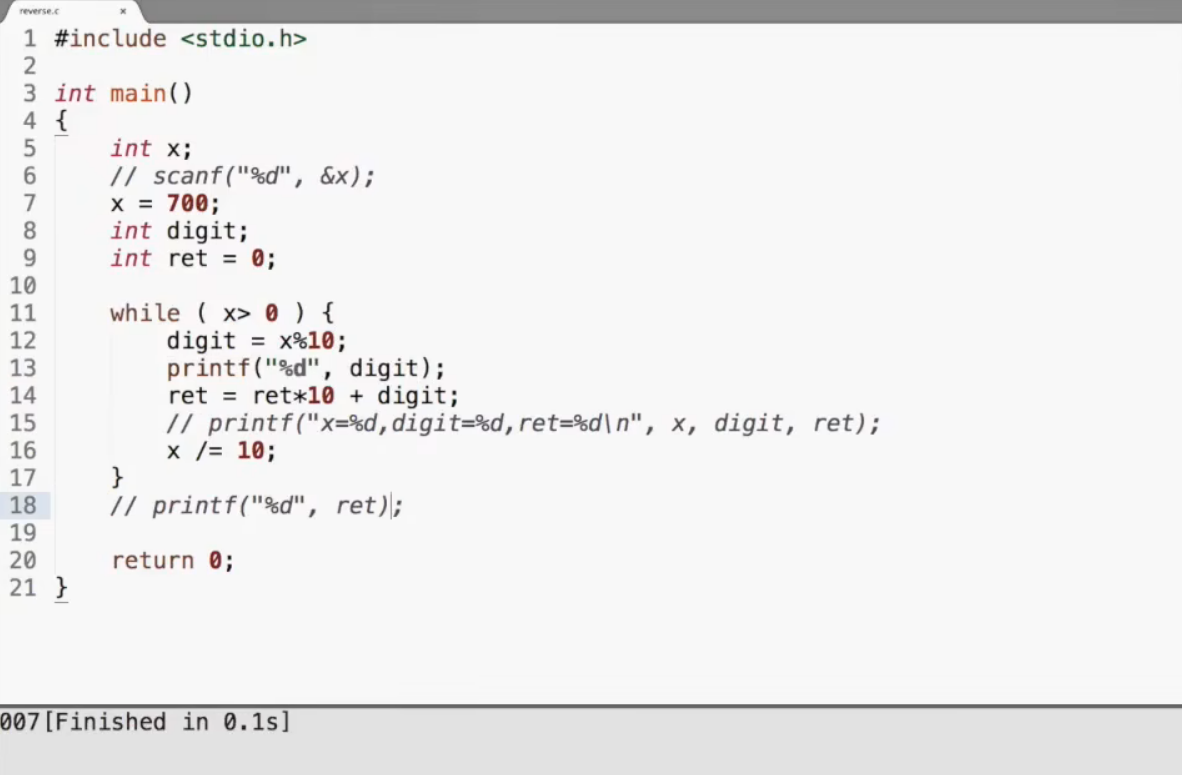 reverse.c ×
1 #include <stdio.h>
2
3 int main()
4 {
5 int x;
6 // scanf("%d", &x);
7 x = 700;
8 int digit;
9 int ret = 0;
10
11 while ( x> 0 ) {
12 digit = x%10;
13 printf("%d", digit);
14 ret = ret*10 + digit;
15 // printf("x=%d,digit=%d,ret=%d\n", x, digit, ret);
16 x /= 10;
17 }
18 // printf("%d", ret);
19
20 return 0;
21 }
007[Finished in 0.1s]